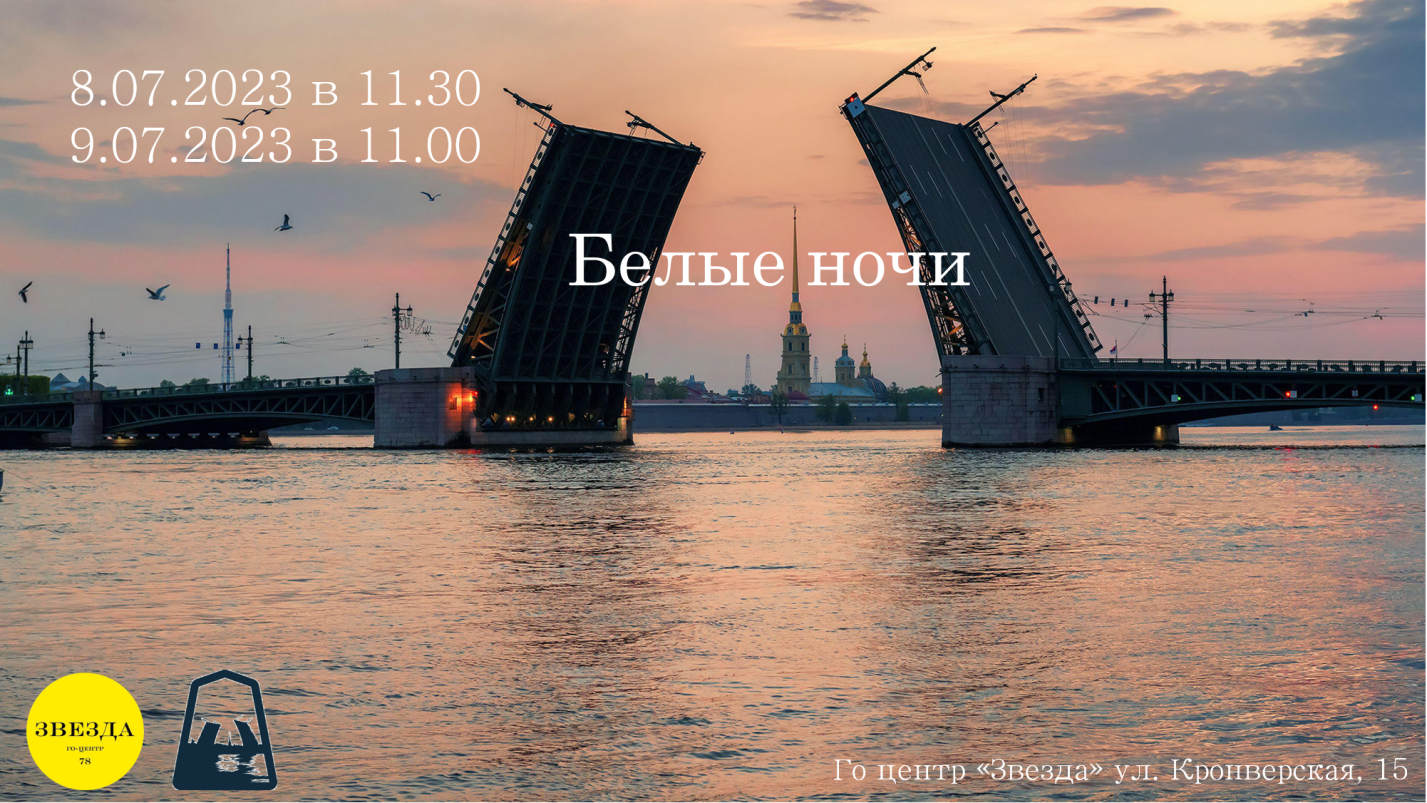 8.07.2023 в 11.30
9.07.2023 в 11.00
Белые ночи
ЗВЕЗДА
ГО-ЦЕНТР
78
Го центр «Звезда» ул. Кронверская, 15